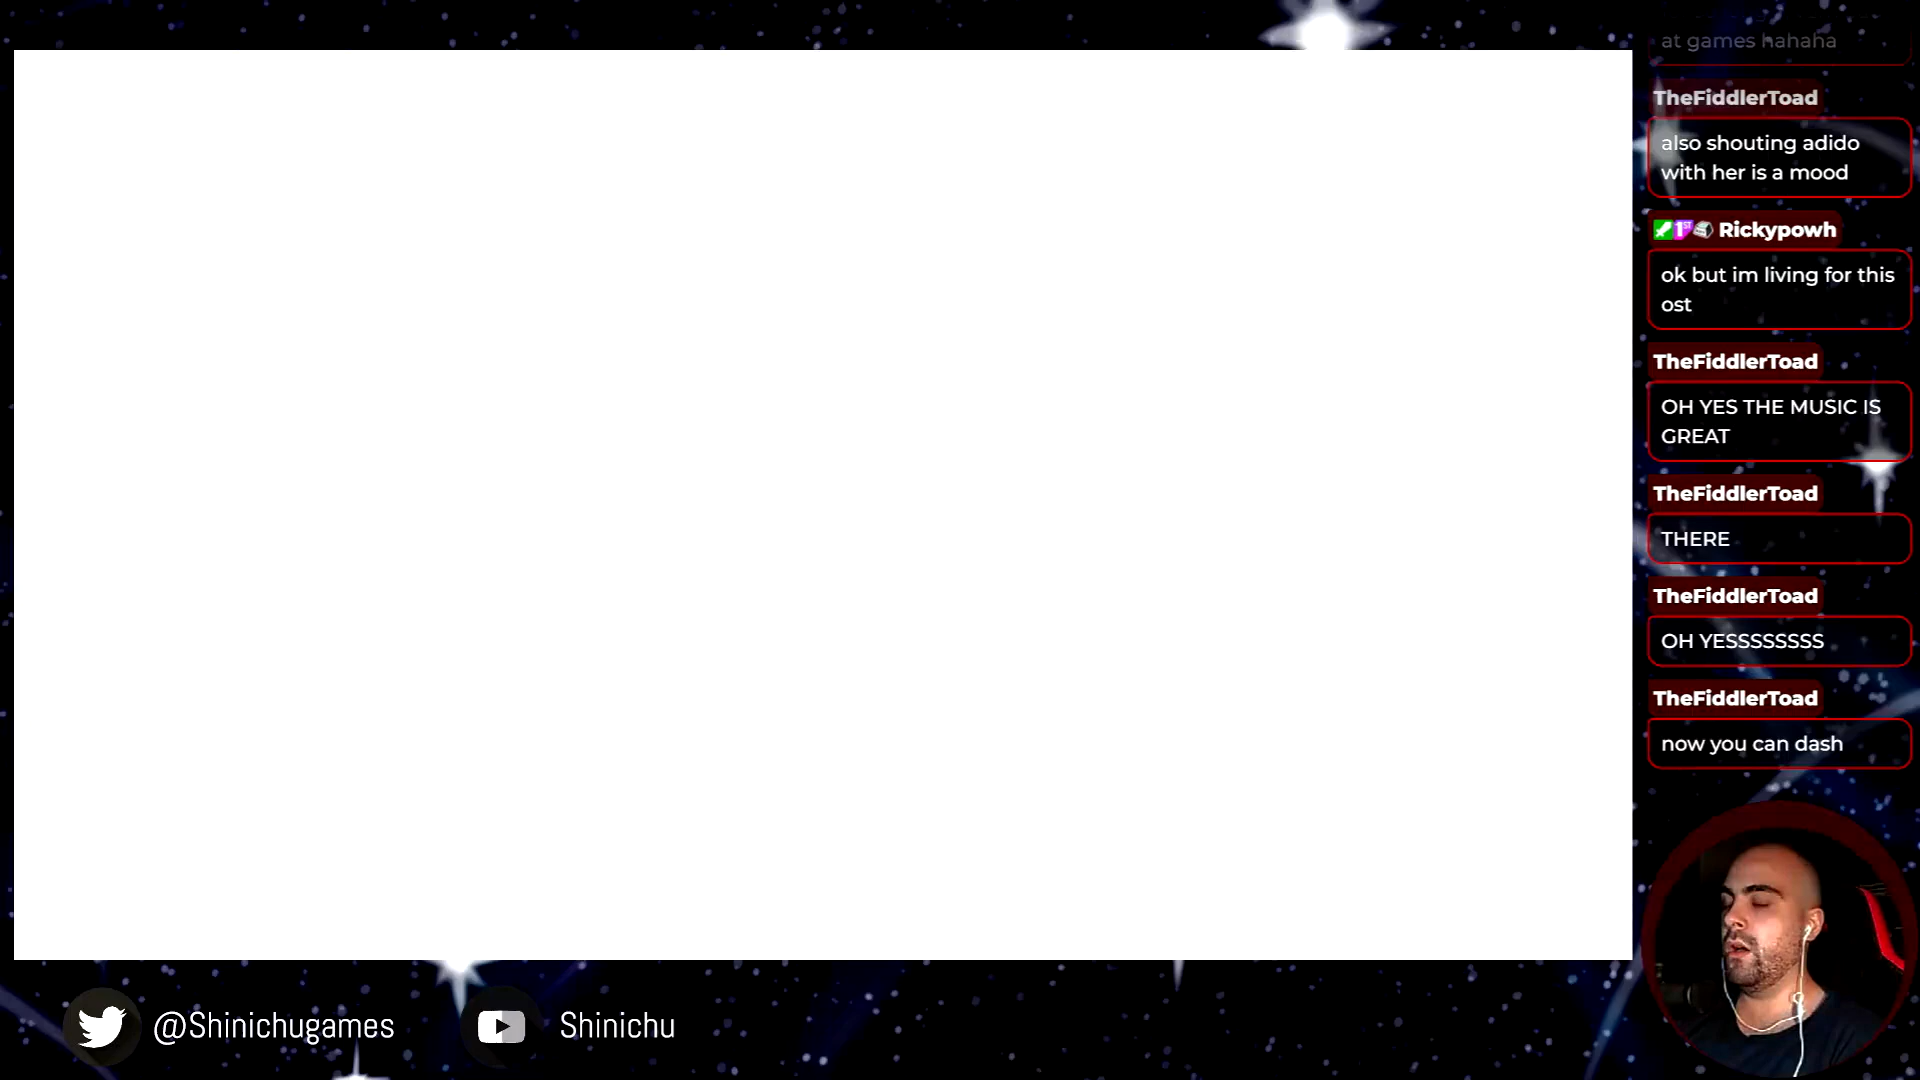 at games hahaha
TheFiddlerToad
also shouting adido
with her is a mood
1ST Rickypowh
ok but im living for this
ost
TheFiddlerToad
OH YES THE MUSIC IS
GREAT
TheFiddlerToad
THERE
TheFiddlerToad
OH YESSSSSSSS
TheFiddlerToad
now you can dash
@Shinichugames
Shinichu